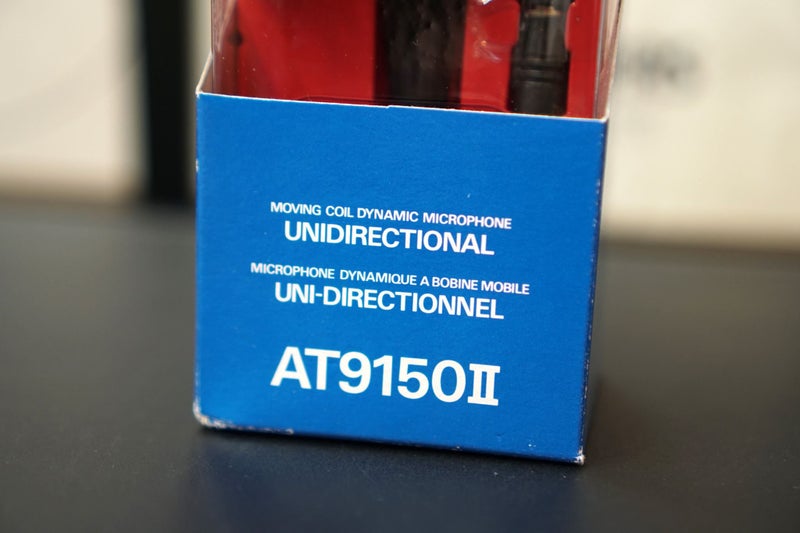 MOVING COIL DYNAMIC MICROPHONE
UNIDIRECTIONAL
MICROPHONE DYNAMIQUE A BOBINE MOBILE
UNI-DIRECTIONNEL
AT9150II